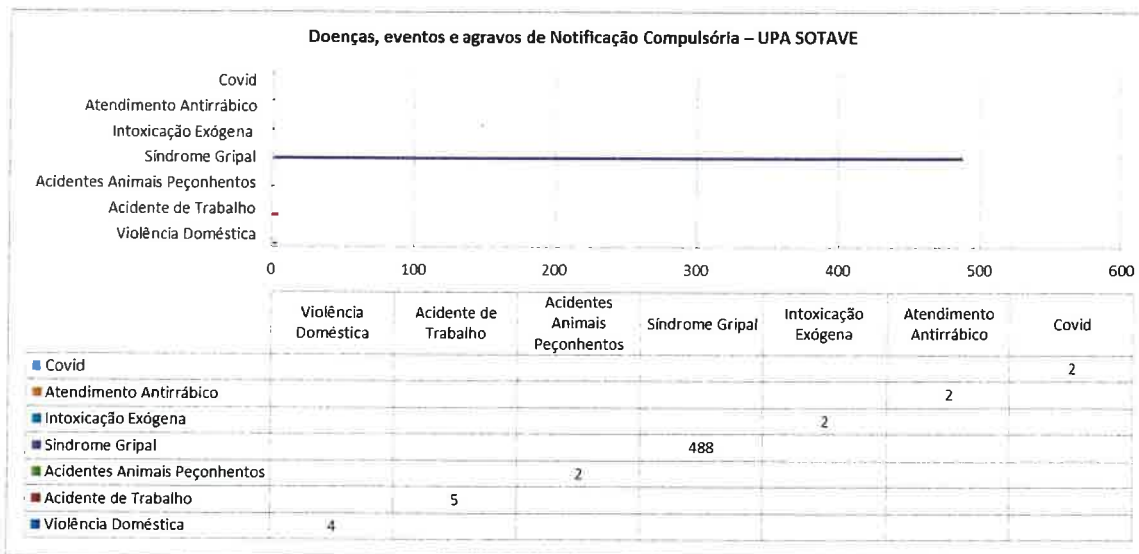 Doenças, eventos e agravos de Notificação Compulsória – UPA SOTAVE
Covid
Atendimento Antirrábico
Intoxicação Exógena
Síndrome Gripal
Acidentes Animais Peçonhentos
Acidente de Trabalho
Violência Doméstica
0 100 200 300 400 500 600
Violência Doméstica Acidente de Trabalho Acidentes Animais Peçonhentos Síndrome Gripal Intoxicação Exógena Atendimento Antirrábico Covid
Covid 2
Atendimento Antirrábico 2
Intoxicação Exógena 2
Síndrome Gripal 488
Acidentes Animais Peçonhentos 2
Acidente de Trabalho 5
Violência Doméstica 4